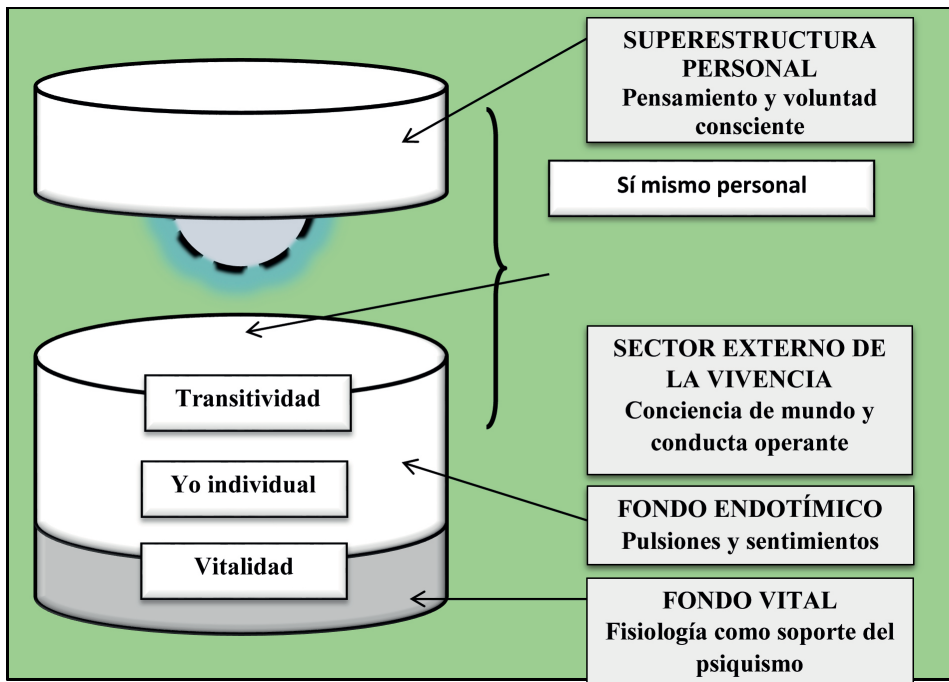 SUPERESTRUCTURA
PERSONAL
Pensamiento y voluntad
consciente
Sí mismo personal
SECTOR EXTERNO DE
LA VIVENCIA
Conciencia de mundo y
conducta operante
Transitividad
Yo individual
FONDO ENDOTÍMICO
Pulsiones y sentimientos
Vitalidad
FONDO VITAL
Fisiología como soporte del
psiquismo